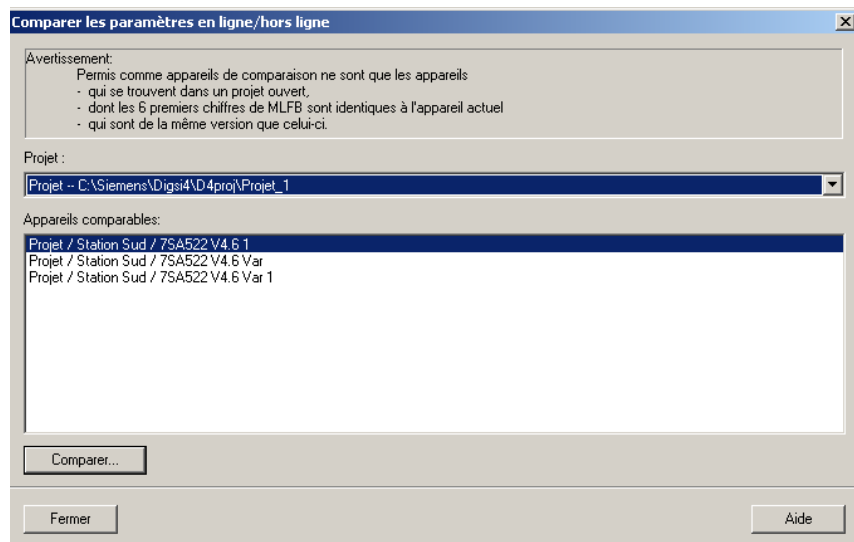 Comparer les paramètres en ligne/hors ligne
Avertissement:
Permis comme appareils de comparaison ne sont que les appareils
- qui se trouvent dans un projet ouvert,
- dont les 6 premiers chiffres de MLFB sont identiques à l'appareil actuel
- qui sont de la même version que celui-ci.
Projet :
Projet -- C:\Siemens\Digsi4\D4proj\Projet_1
Appareils comparables:
Projet / Station Sud / 7SA522 V4.6 1
Projet / Station Sud / 7SA522 V4.6 Var
Projet / Station Sud / 7SA522 V4.6 Var 1
Comparer...
Fermer
Aide